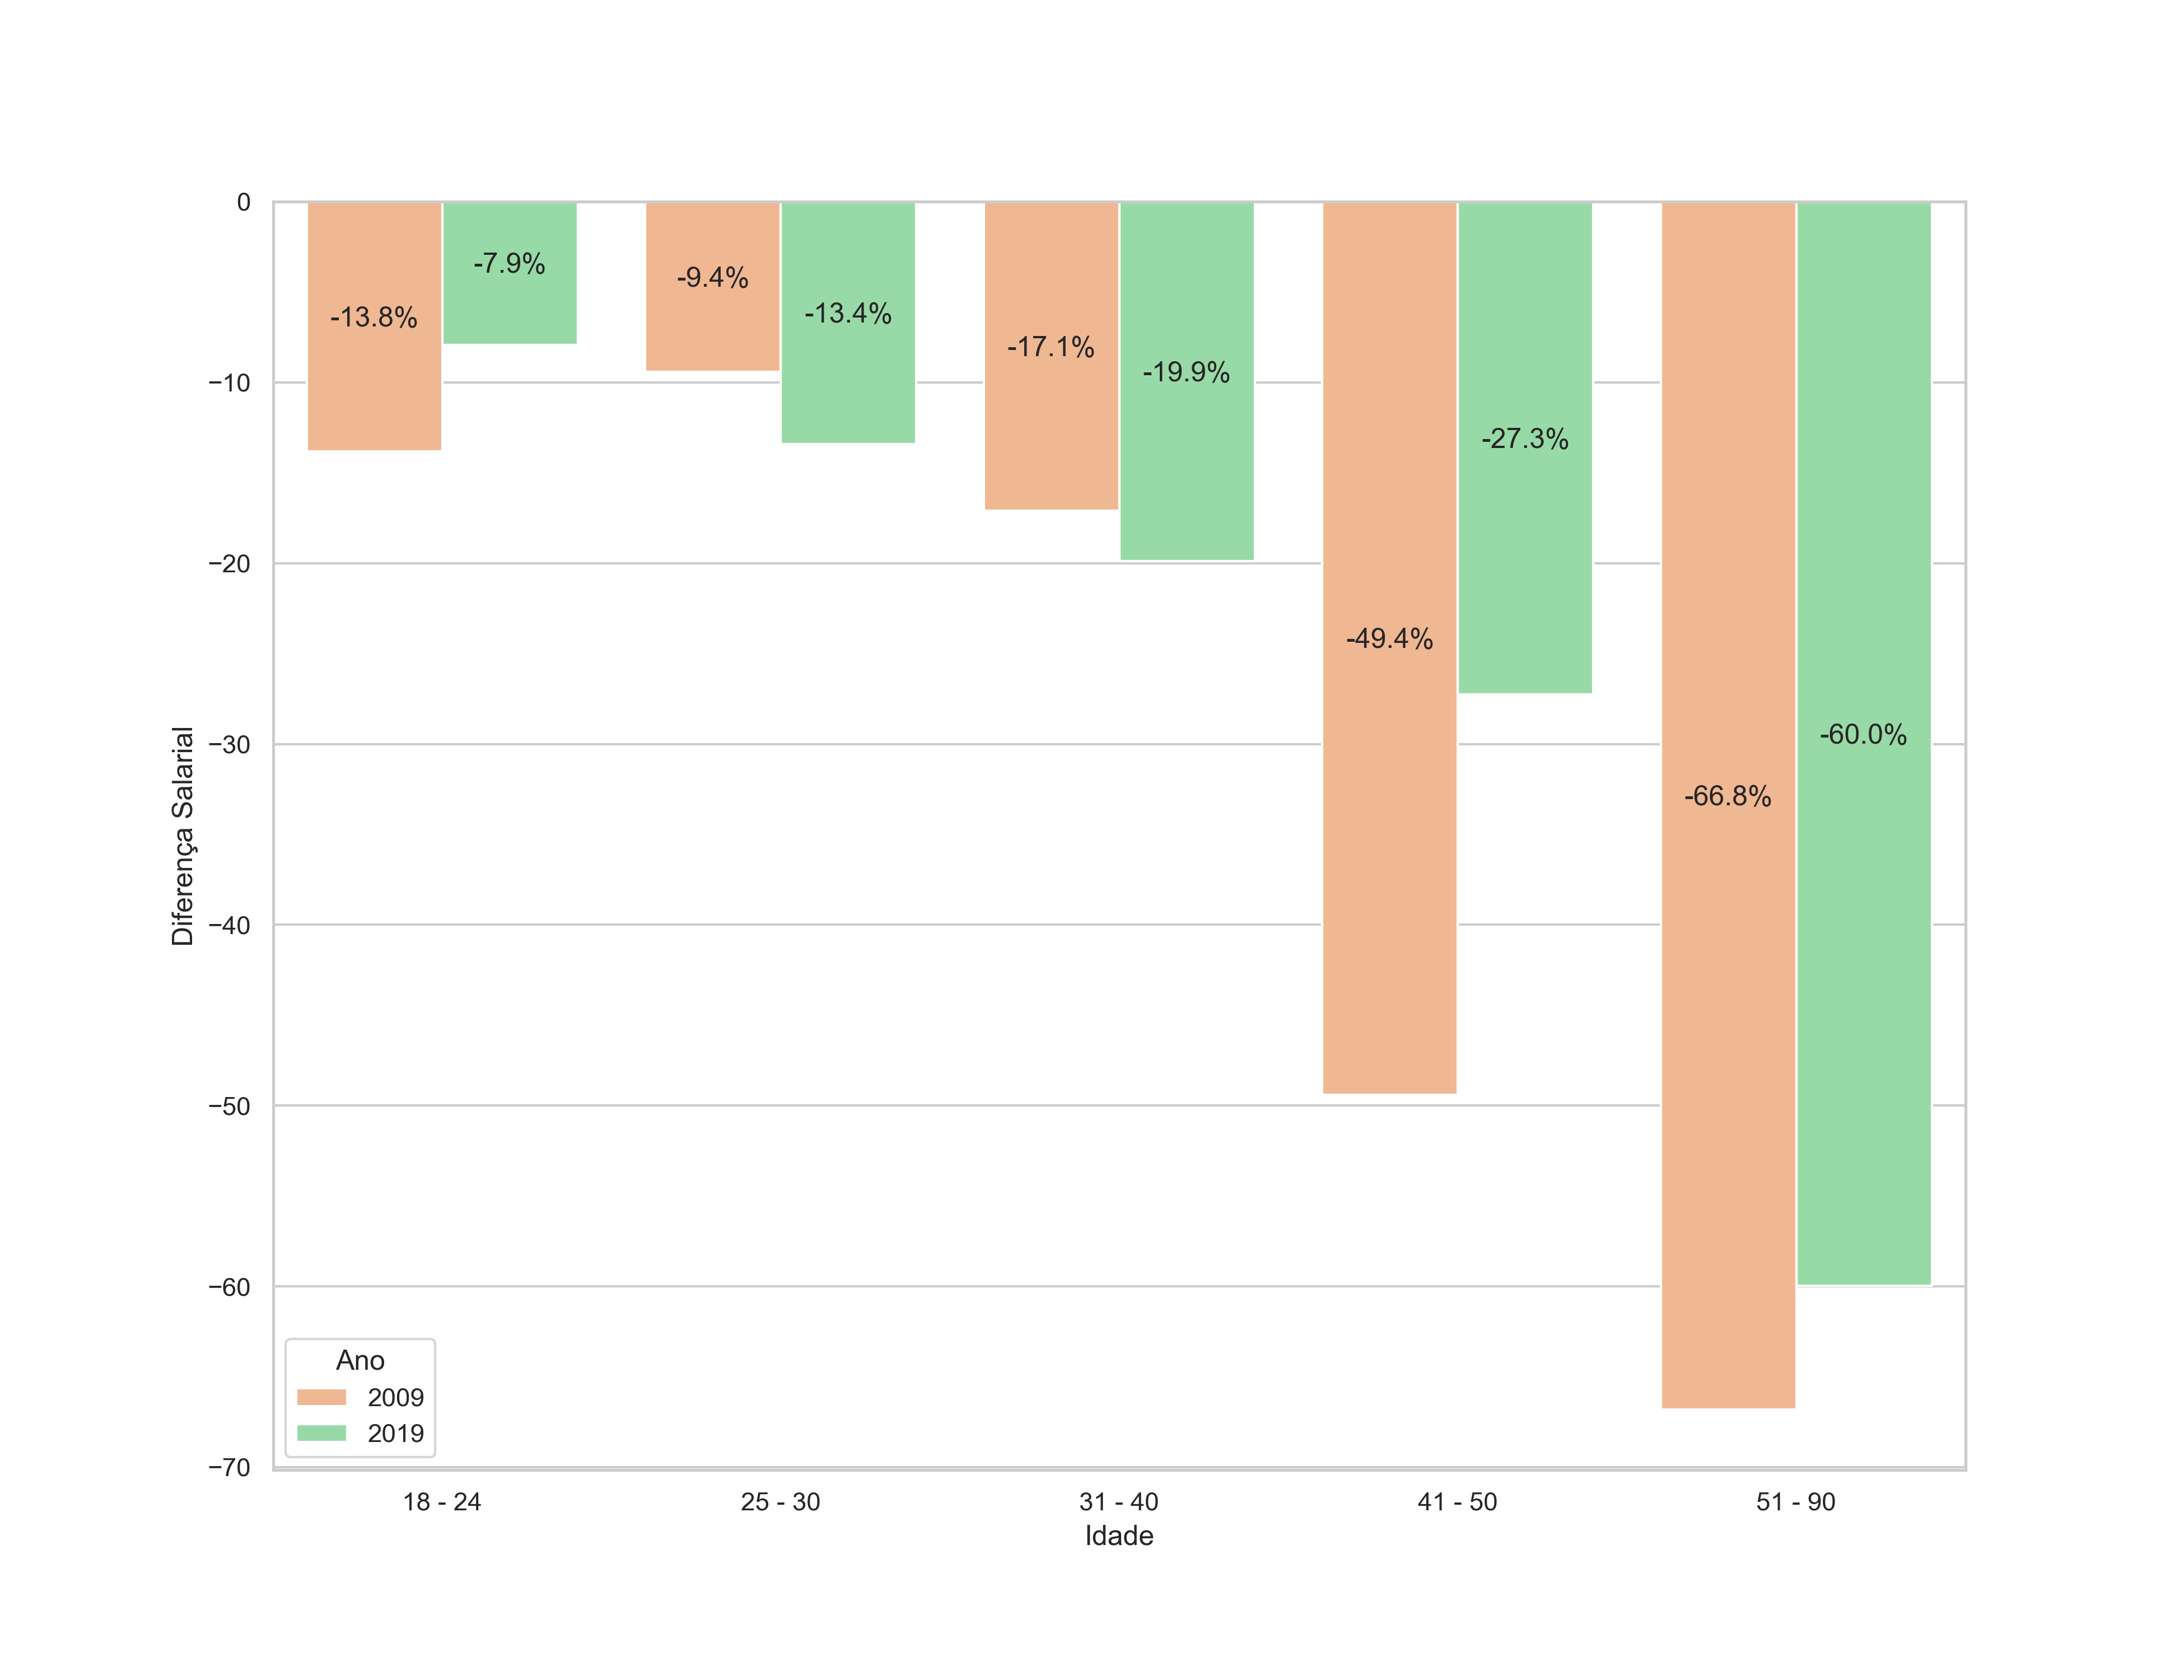 0
−10
−20
−30
−40
−50
−60
−70
Diferença Salarial
-13.8%
-7.9%
-9.4%
-13.4%
-17.1%
-19.9%
-49.4%
-27.3%
-66.8%
-60.0%
Ano
2009
2019
18 - 24
25 - 30
31 - 40
41 - 50
51 - 90
Idade